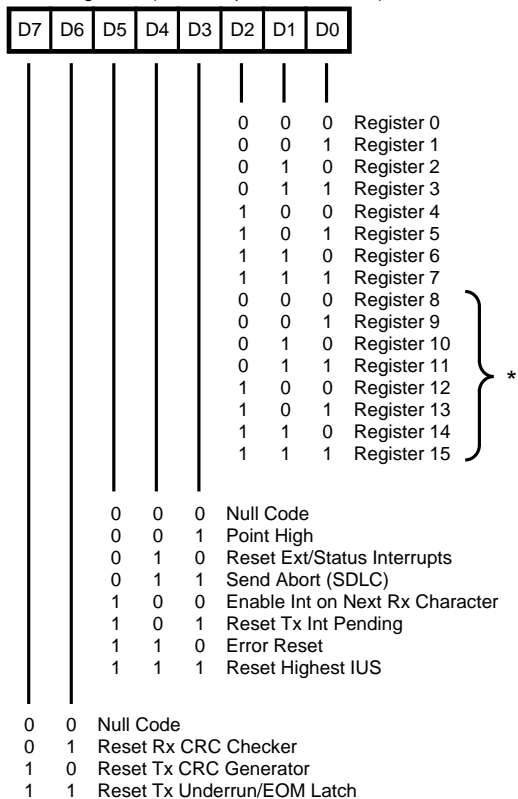 D7 D6 D5 D4 D3 D2 D1 D0
0 0 0 Register 0
0 0 1 Register 1
0 1 0 Register 2
0 1 1 Register 3
1 0 0 Register 4
1 0 1 Register 5
1 1 0 Register 6
1 1 1 Register 7
0 0 0 Register 8
0 0 1 Register 9
0 1 0 Register 10
0 1 1 Register 11
*
1 0 0 Register 12
1 0 1 Register 13
1 1 0 Register 14
1 1 1 Register 15
0 0 0 Null Code
0 0 1 Point High
0 1 0 Reset Ext/Status Interrupts
0 1 1 Send Abort (SDLC)
1 0 0 Enable Int on Next Rx Character
1 0 1 Reset Tx Int Pending
1 1 0 Error Reset
1 1 1 Reset Highest IUS
0 0 Null Code
0 1 Reset Rx CRC Checker
1 0 Reset Tx CRC Generator
1 1 Reset Tx Underrun/EOM Latch